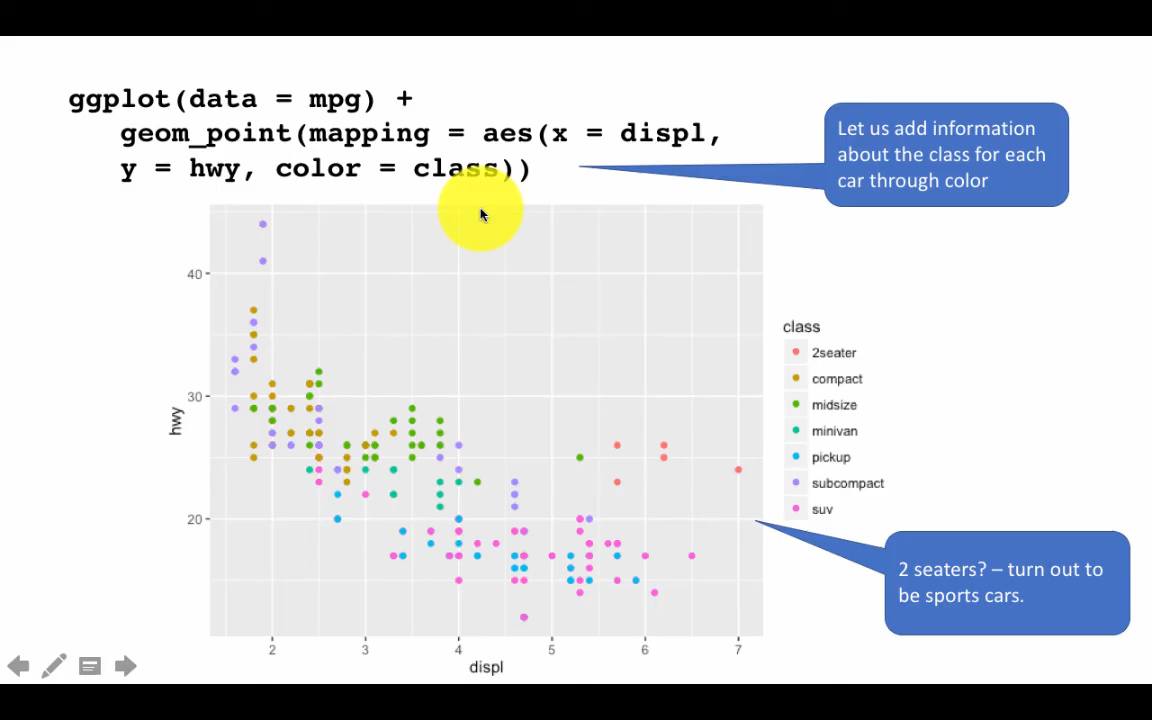 ggplot(data = mpg) +
geom_point(mapping = aes(x = displ,
y = hwy, color = class))
Let us add information
about the class for each
car through color
40
30
20
hwy
2
3
4
5
6
7
displ
class
2seater
compact
midsize
minivan
pickup
subcompact
suv
2 seaters? – turn out to
be sports cars.